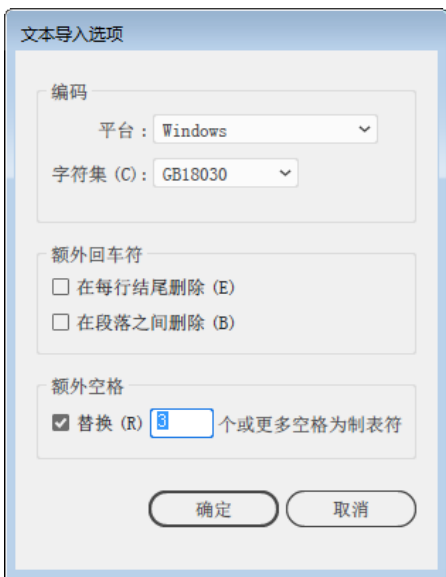 文本导入选项
编码
平台： Windows
字符集 (C)： GB18030
额外回车符
在每行结尾删除 (E)
在段落之间删除 (B)
额外空格
替换 (R) 3 个或更多空格为制表符
确定 取消